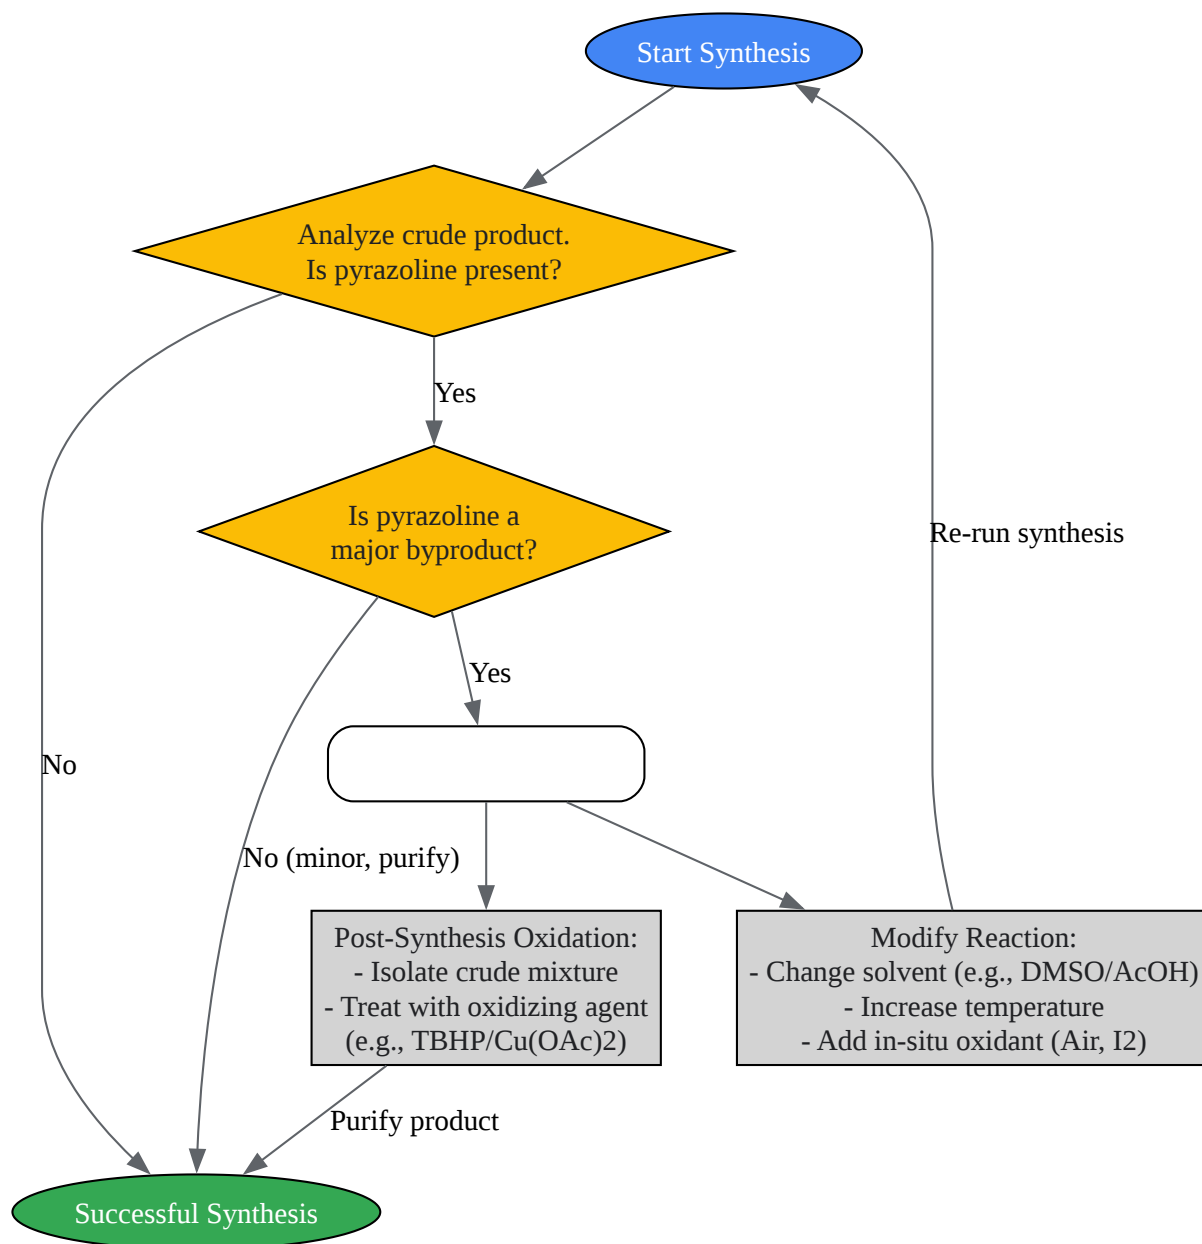 Start Synthesis
Analyze crude product.
Is pyrazoline present?
Yes
Is pyrazoline a
major byproduct?
Re-run synthesis
Yes
No
No (minor, purify)
Post-Synthesis Oxidation:
- Isolate crude mixture
- Treat with oxidizing agent
(e.g., TBHP/Cu(OAc)2)
Modify Reaction:
- Change solvent (e.g., DMSO/AcOH)
- Increase temperature
- Add in-situ oxidant (Air, I2)
Purify product
Successful Synthesis